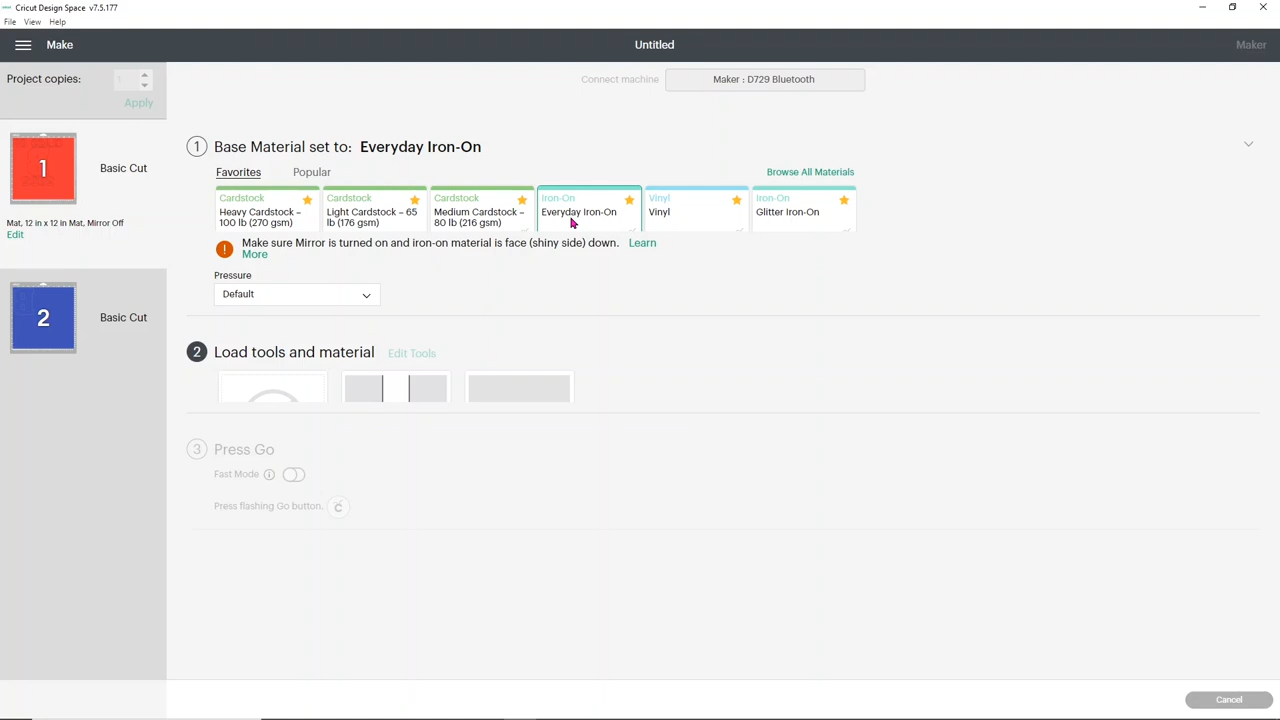 Cricut Design Space v7.5.177
File View Help
Make
Untitled
Maker
Project copies:
1
Apply
Connect machine
Maker : D729 Bluetooth
1
Basic Cut
Mat, 12 in x 12 in Mat, Mirror Off
Edit
2
Basic Cut
1 Base Material set to: Everyday Iron-On
Favorites Popular
Browse All Materials
Cardstock
Heavy Cardstock –
100 lb (270 gsm)
Cardstock
Light Cardstock – 65
lb (176 gsm)
Cardstock
Medium Cardstock –
80 lb (216 gsm)
Iron-On
Everyday Iron-On
Vinyl
Vinyl
Iron-On
Glitter Iron-On
! Make sure Mirror is turned on and iron-on material is face (shiny side) down. Learn
More
Pressure
Default
2 Load tools and material Edit Tools
3 Press Go
Fast Mode i
Press flashing Go button.
Cancel